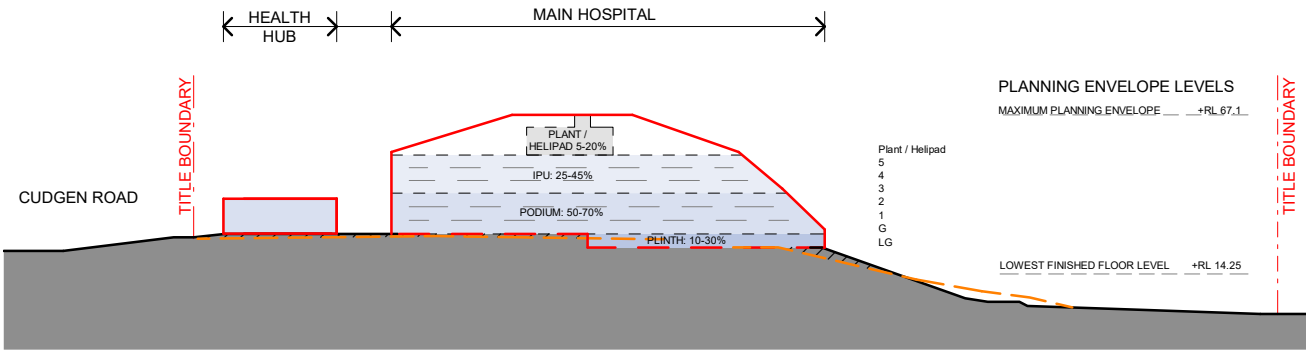 HEALTH
HUB
MAIN HOSPITAL
TITLE BOUNDARY
PLANNING ENVELOPE LEVELS
MAXIMUM PLANNING ENVELOPE +RL 67.1
TITLE BOUNDARY
PLANT /
HELIPAD 5-20%
Plant / Helipad
5
IPU: 25-45%
4
3
CUDGEN ROAD
2
PODIUM: 50-70%
1
G
PLINTH: 10-30%
LG
LOWEST FINISHED FLOOR LEVEL +RL 14.25